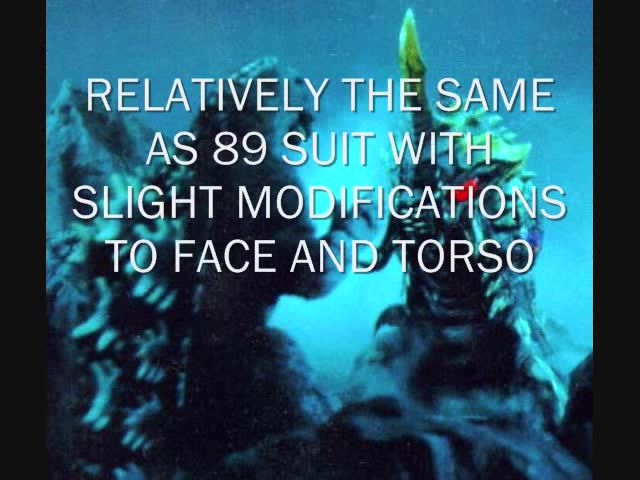 RELATIVELY THE SAME
AS 89 SUIT WITH
SLIGHT MODIFICATIONS
TO FACE AND TORSO